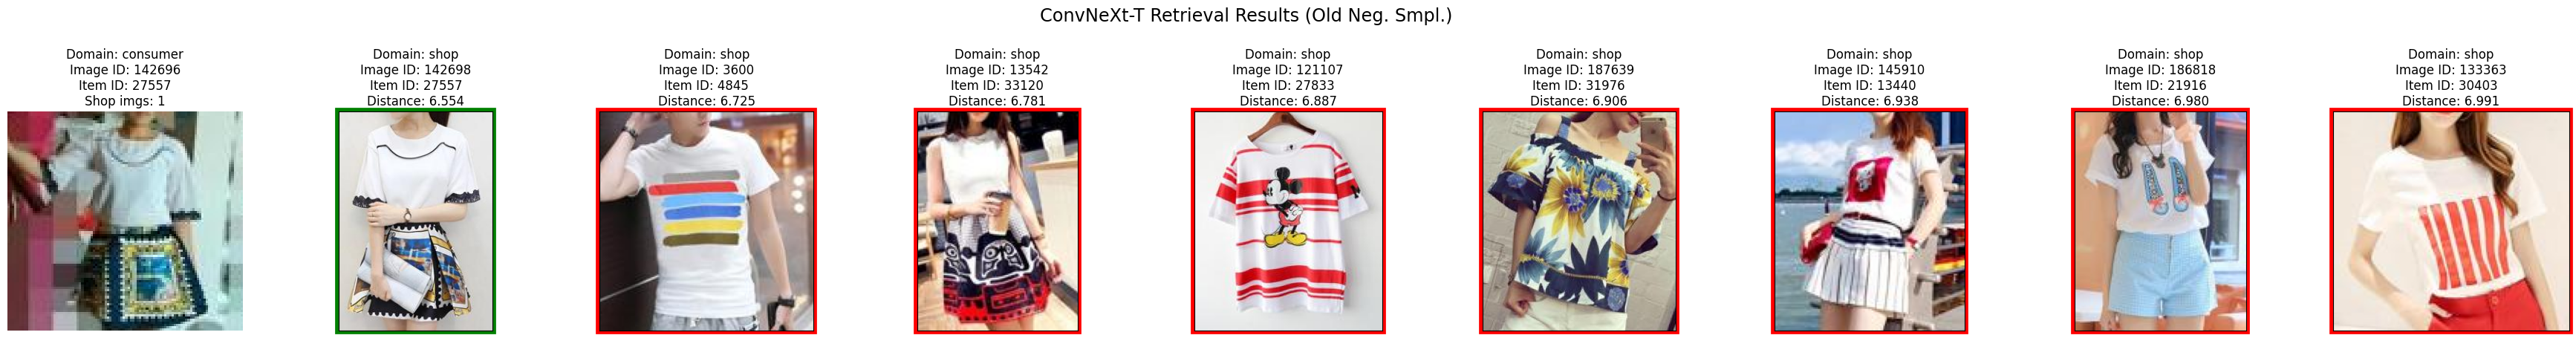 ConvNeXt-T Retrieval Results (Old Neg. Smpl.)
Domain: consumer
Image ID: 142696
Item ID: 27557
Shop imgs: 1
Domain: shop
Image ID: 142698
Item ID: 27557
Distance: 6.554
Domain: shop
Image ID: 3600
Item ID: 4845
Distance: 6.725
Domain: shop
Image ID: 13542
Item ID: 33120
Distance: 6.781
Domain: shop
Image ID: 121107
Item ID: 27833
Distance: 6.887
Domain: shop
Image ID: 187639
Item ID: 31976
Distance: 6.906
Domain: shop
Image ID: 145910
Item ID: 13440
Distance: 6.938
Domain: shop
Image ID: 186818
Item ID: 21916
Distance: 6.980
Domain: shop
Image ID: 133363
Item ID: 30403
Distance: 6.991